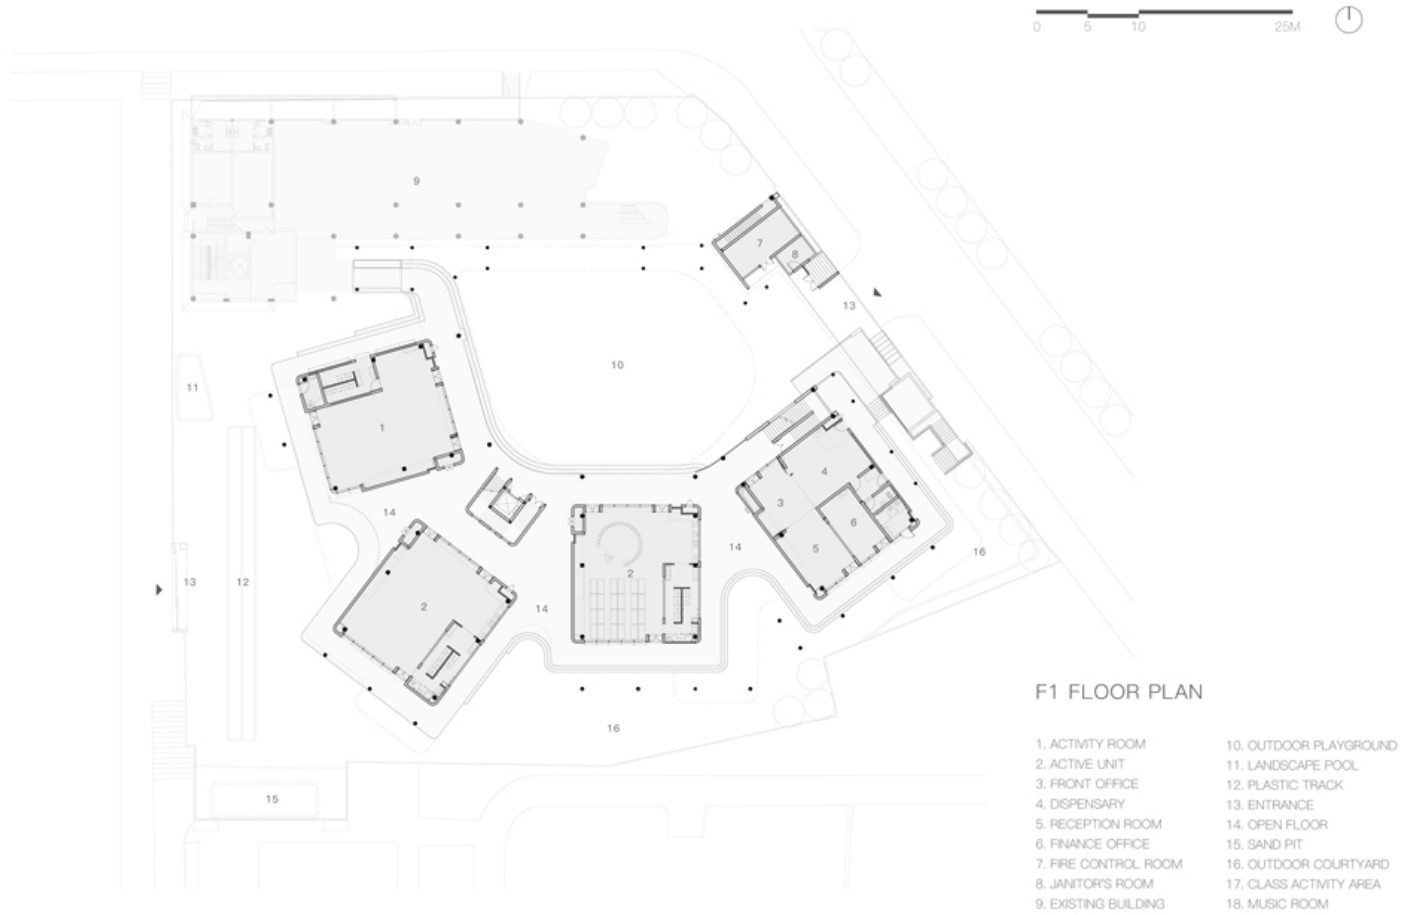 0 5 10 25M
9
7
8
13
10
11
1
4
3
6
5
14
14
16
13
12
2
14
2
16
15
F1 FLOOR PLAN
1. ACTIVITY ROOM
2. ACTIVE UNIT
3. FRONT OFFICE
4. DISPENSARY
5. RECEPTION ROOM
6. FINANCE OFFICE
7. FIRE CONTROL ROOM
8. JANITOR'S ROOM
9. EXISTING BUILDING
10. OUTDOOR PLAYGROUND
11. LANDSCAPE POOL
12. PLASTIC TRACK
13. ENTRANCE
14. OPEN FLOOR
15. SAND PIT
16. OUTDOOR COURTYARD
17. CLASS ACTIVITY AREA
18. MUSIC ROOM